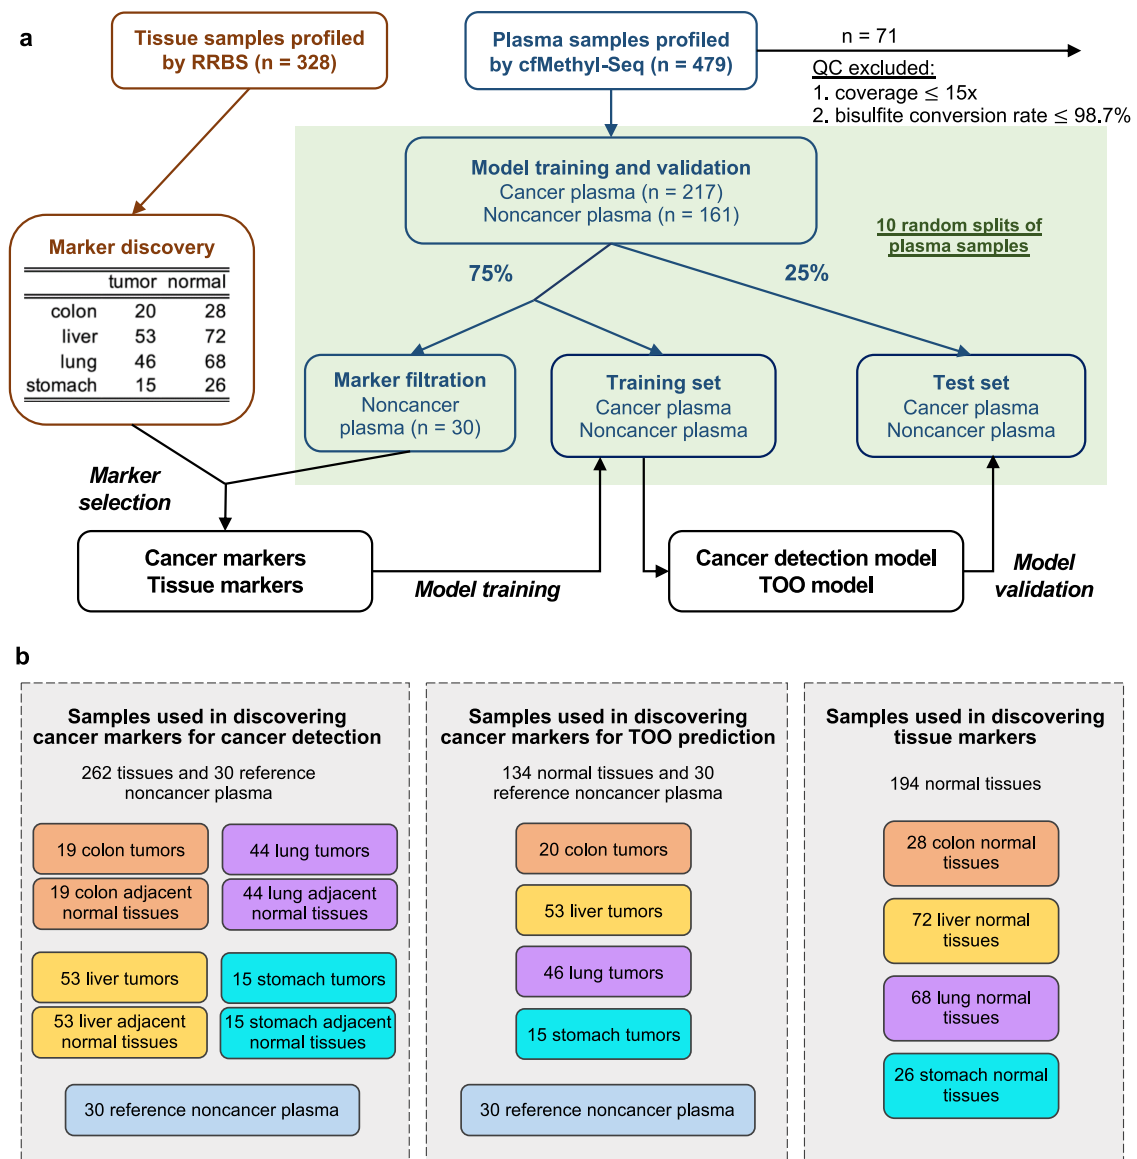 a
Tissue samples profiled
by RRBS (n = 328)
Plasma samples profiled
by cfMethyl-Seq (n = 479)
n = 71
QC excluded:
1. coverage ≤ 15x
2. bisulfite conversion rate ≤ 98.7%
Model training and validation
Cancer plasma (n = 217)
Noncancer plasma (n = 161)
10 random splits of
plasma samples
75%
25%
Marker discovery
tumor normal
colon 20 28
liver 53 72
lung 46 68
stomach 15 26
Marker filtration
Noncancer
plasma (n = 30)
Training set
Cancer plasma
Noncancer plasma
Test set
Cancer plasma
Noncancer plasma
Marker
selection
Cancer markers
Tissue markers
Model training
Cancer detection model
TOO model
Model
validation
b
Samples used in discovering
cancer markers for cancer detection
262 tissues and 30 reference
noncancer plasma
19 colon tumors
44 lung tumors
19 colon adjacent
normal tissues
44 lung adjacent
normal tissues
53 liver tumors
15 stomach tumors
53 liver adjacent
normal tissues
15 stomach adjacent
normal tissues
30 reference noncancer plasma
Samples used in discovering
cancer markers for TOO prediction
134 normal tissues and 30
reference noncancer plasma
20 colon tumors
53 liver tumors
46 lung tumors
15 stomach tumors
30 reference noncancer plasma
Samples used in discovering
tissue markers
194 normal tissues
28 colon normal
tissues
72 liver normal
tissues
68 lung normal
tissues
26 stomach normal
tissues